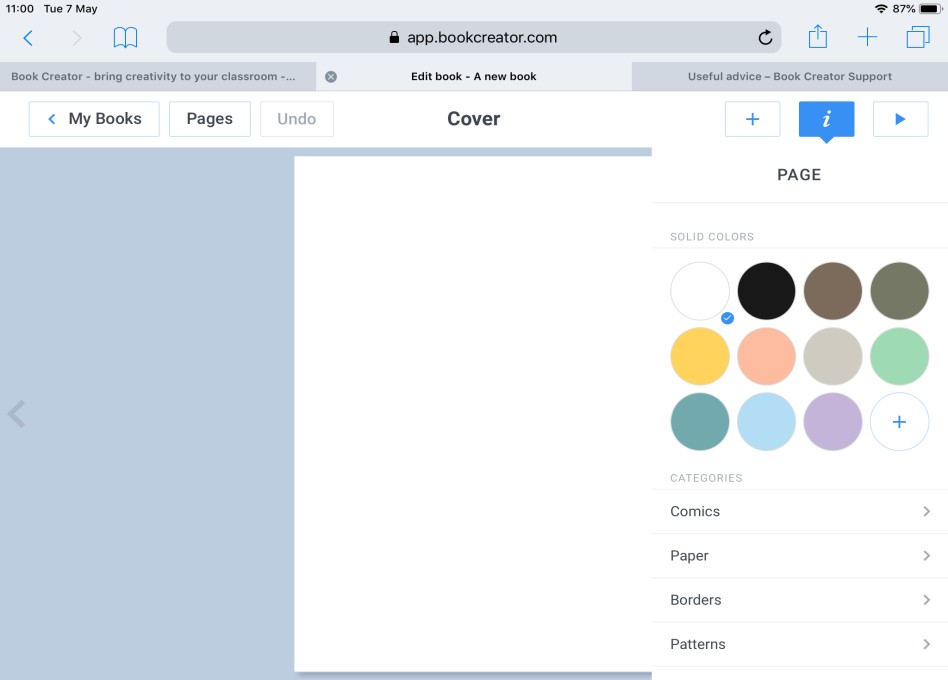 11:00 Tue 7 May 87%
app.bookcreator.com
Book Creator - bring creativity to your classroom -... Edit book - A new book Useful advice – Book Creator Support
My Books Pages Undo Cover i
PAGE
SOLID COLORS
CATEGORIES
Comics
Paper
Borders
Patterns